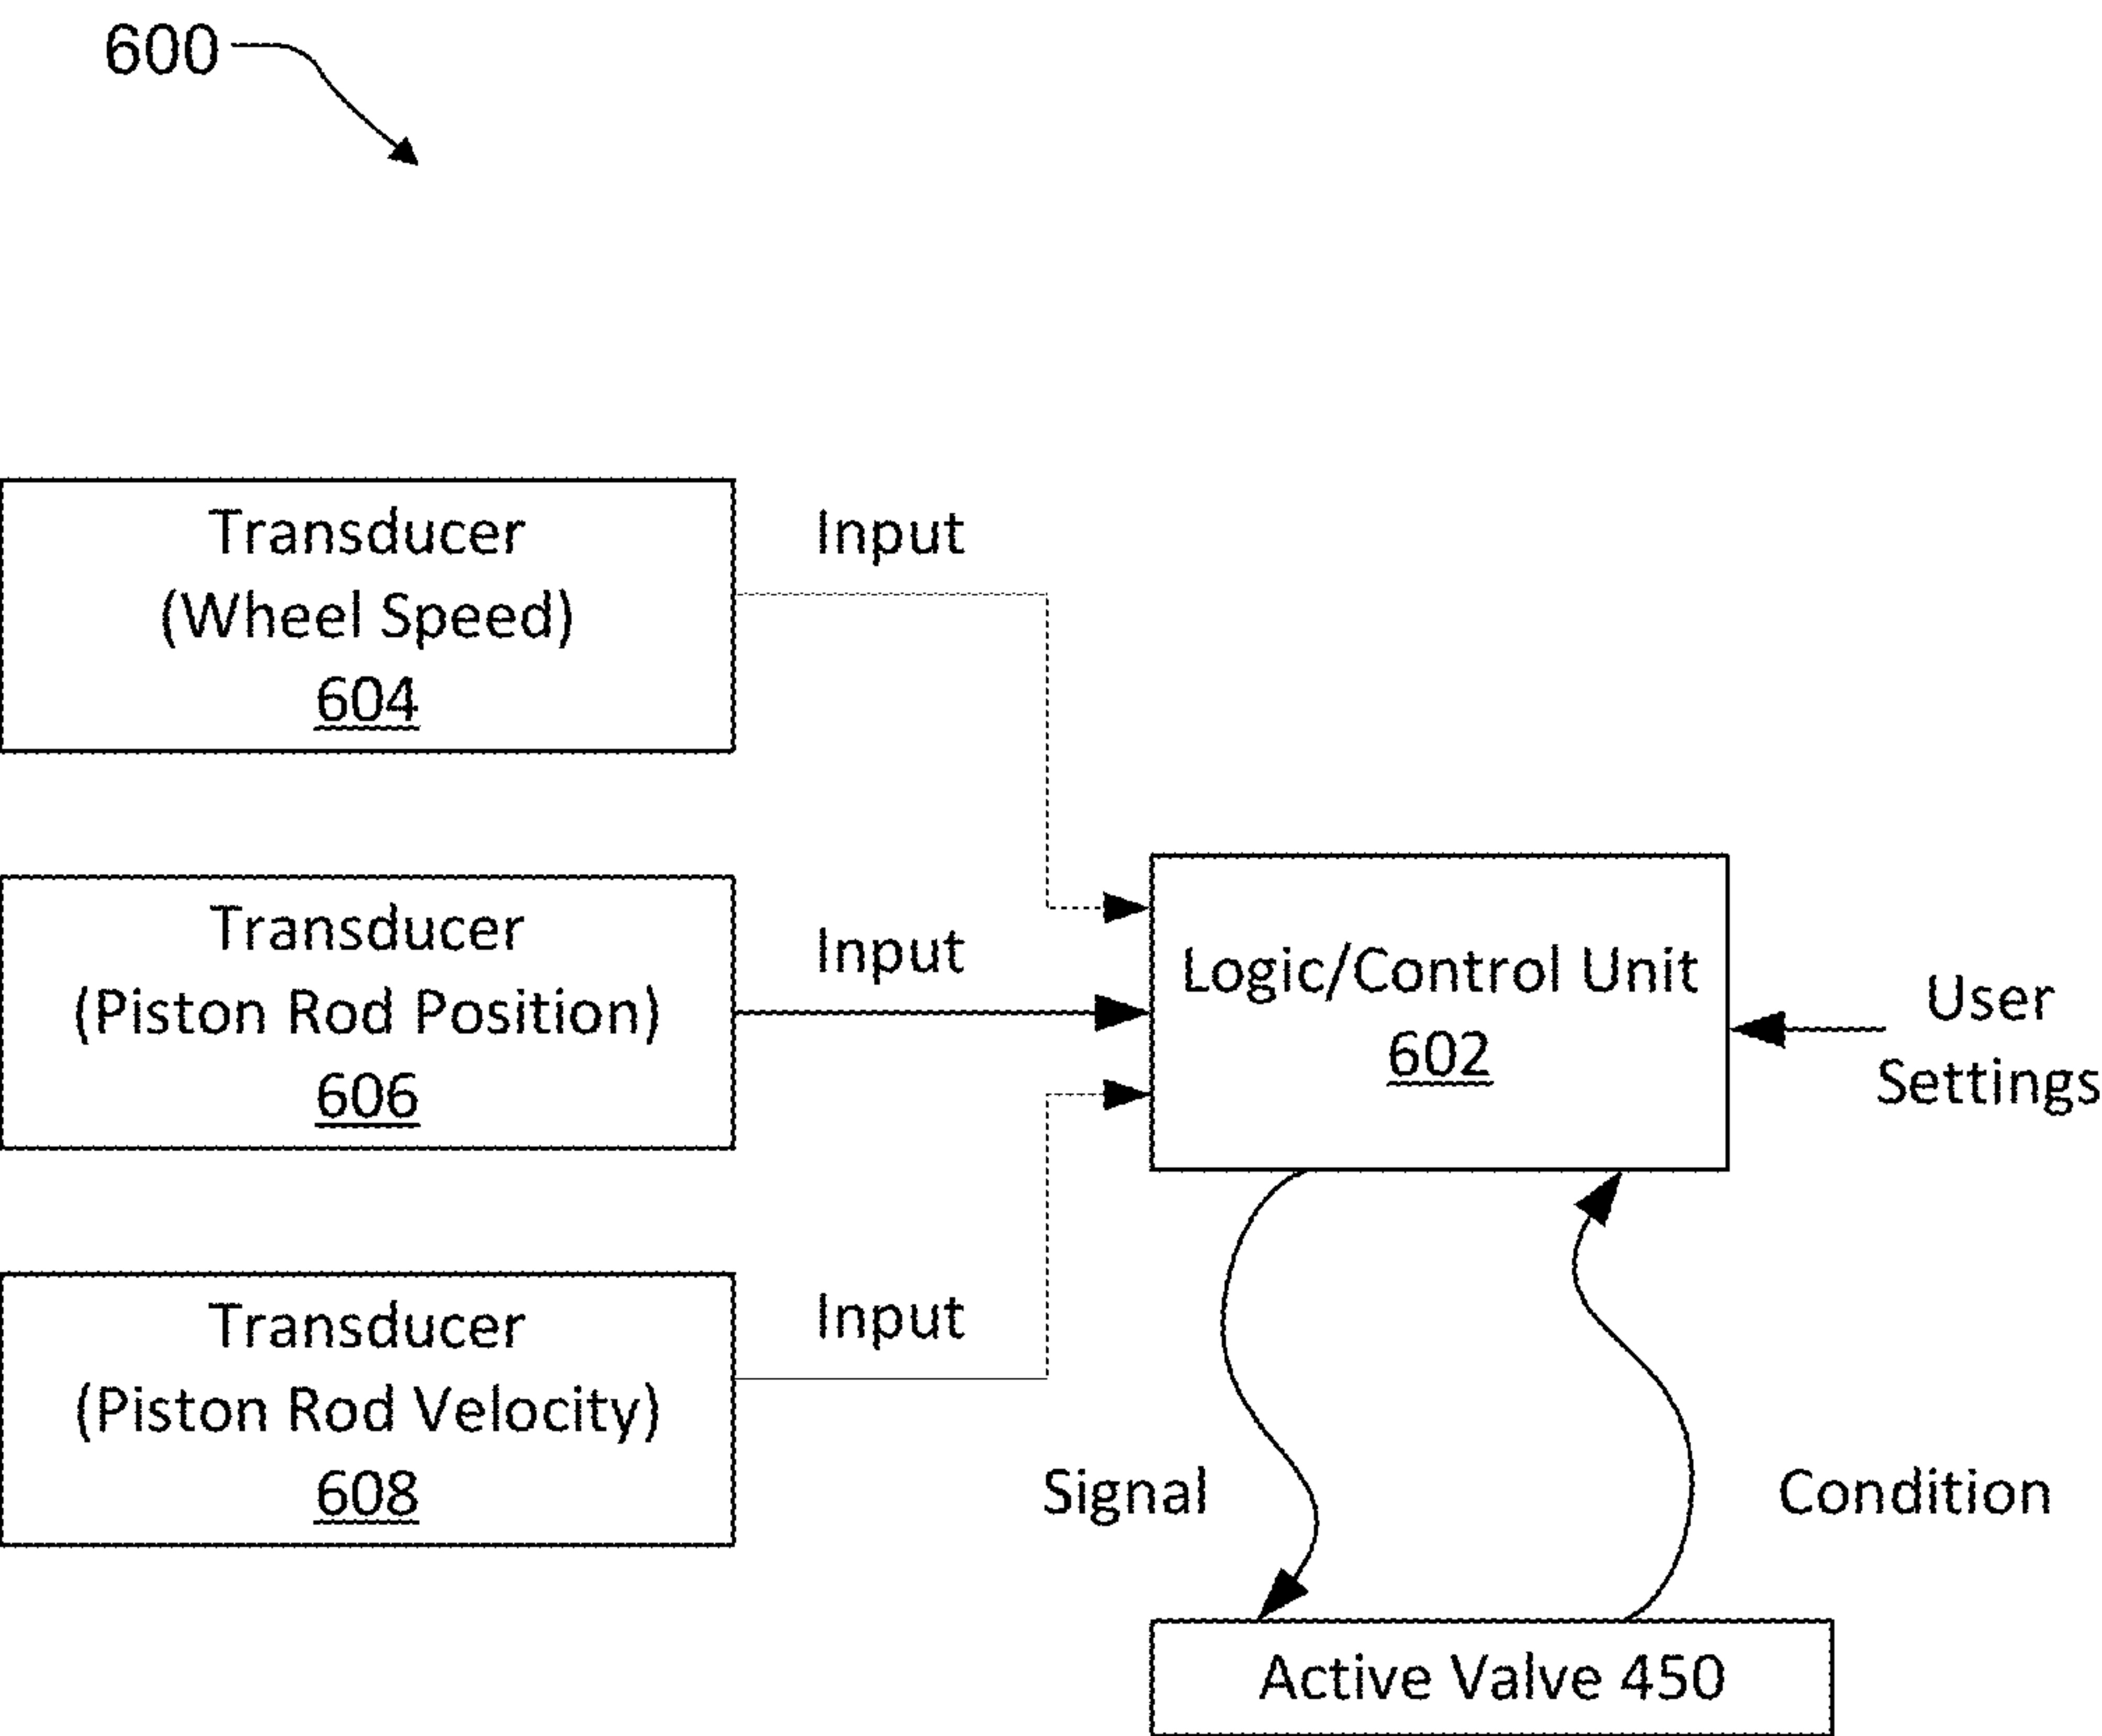 600
Transducer
(Wheel Speed)
604
Input
Transducer
(Piston Rod Position)
606
Input
Logic/Control Unit
602
User
Settings
Transducer
(Piston Rod Velocity)
608
Input
Signal
Condition
Active Valve 450